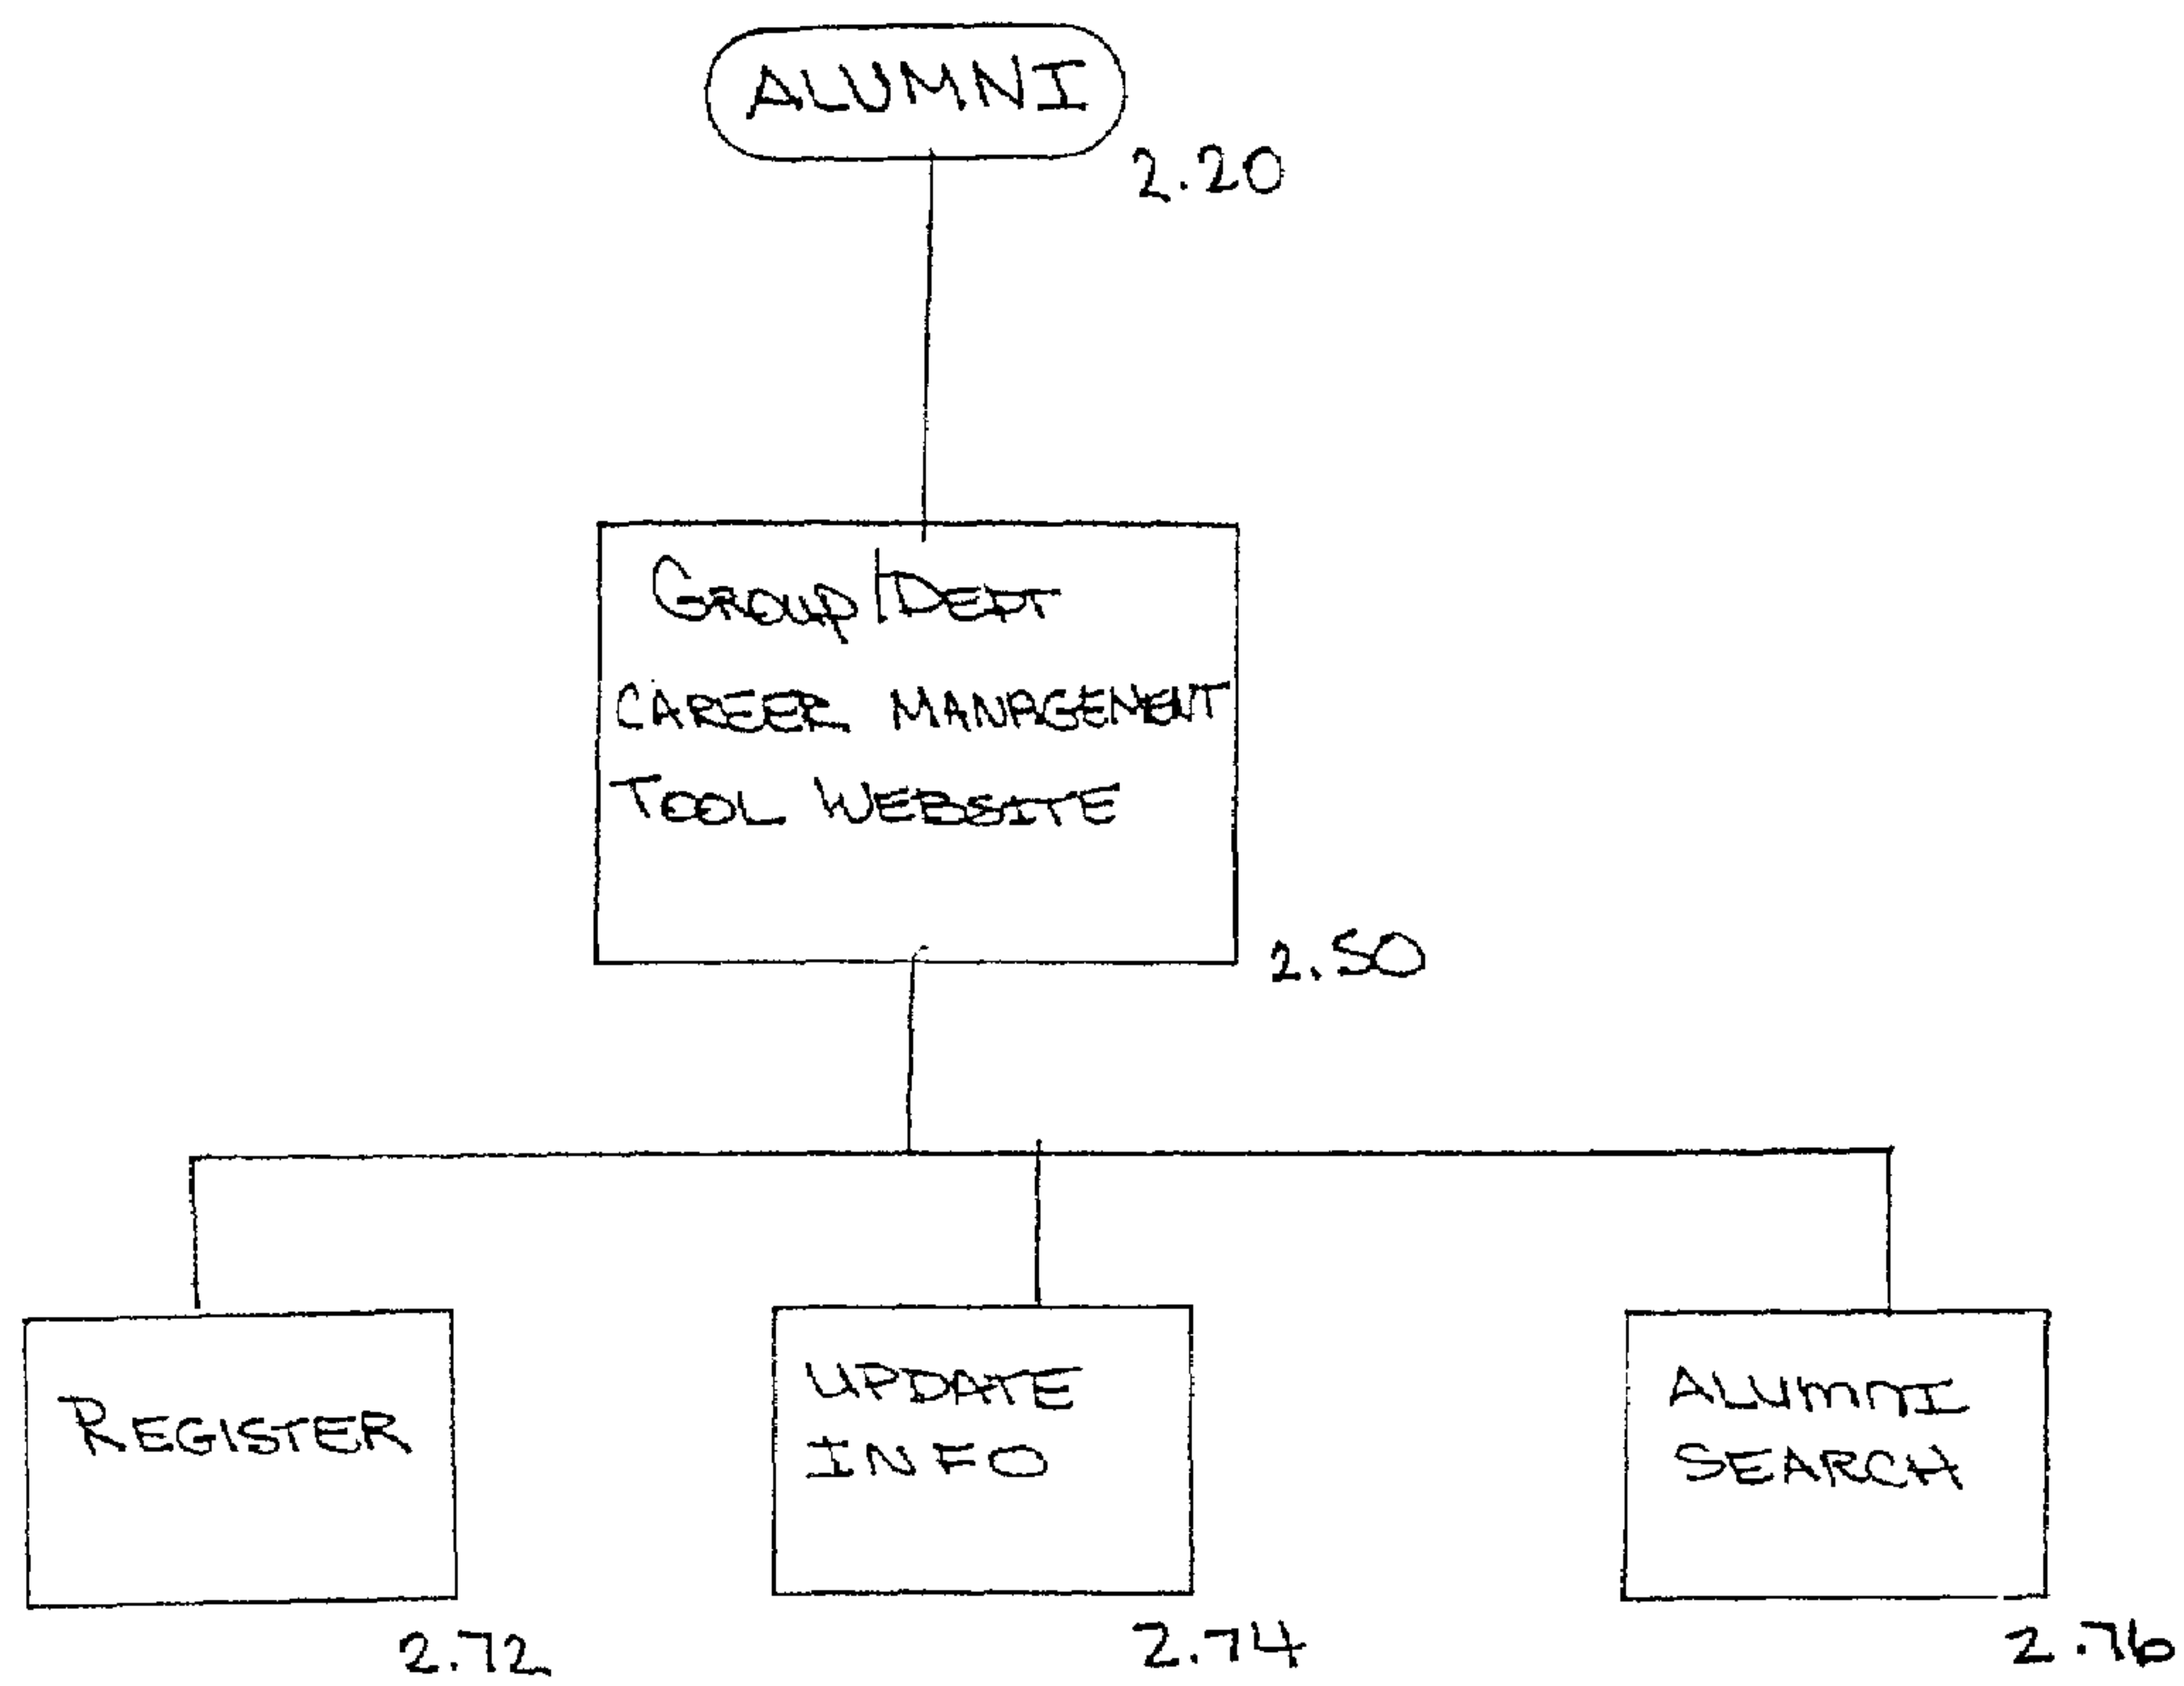 ALUMNI
2.20
GROUP/DEPT
CAREER MANAGEMENT
TOOL WEBSITE
2.50
REGISTER
2.72
UPDATE
INFO
2.74
ALUMNI
SEARCH
2.76